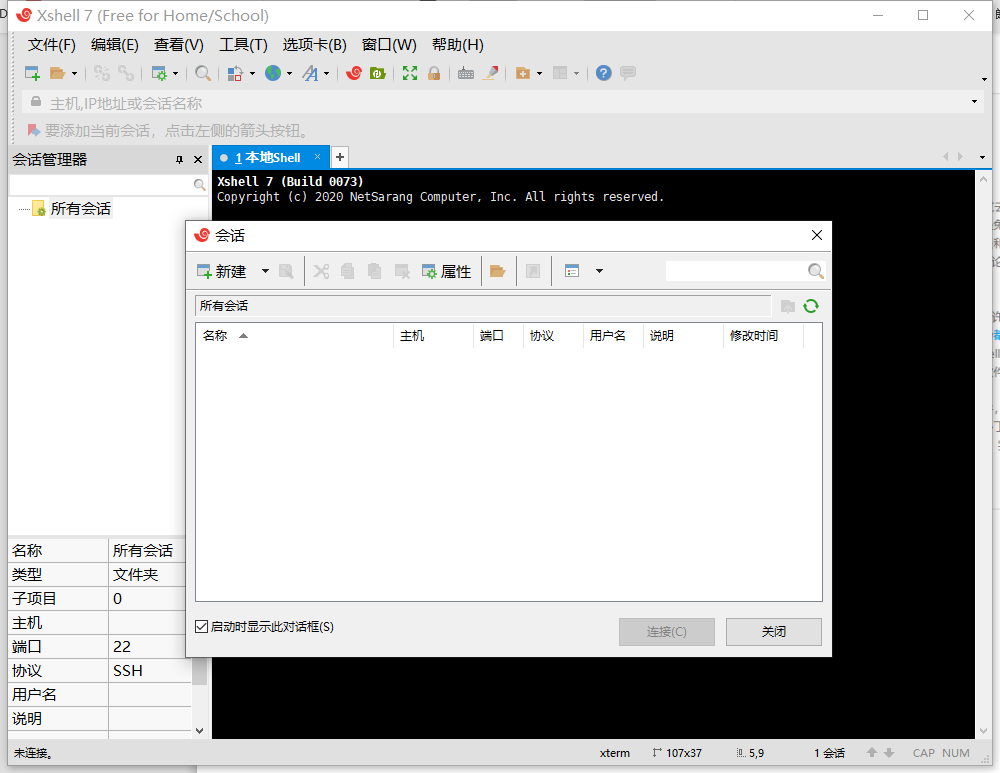 Xshell 7 (Free for Home/School)
文件(F) 编辑(E) 查看(V) 工具(T) 选项卡(B) 窗口(W) 帮助(H)
主机,IP地址或会话名称
要添加当前会话，点击左侧的箭头按钮。
会话管理器
1 本地Shell
所有会话
Xshell 7 (Build 0073)
Copyright (c) 2020 NetSarang Computer, Inc. All rights reserved.
会话
新建 属性
所有会话
名称 主机 端口 协议 用户名 说明 修改时间
启动时显示此对话框(S)
连接(C) 关闭
名称 所有会话
类型 文件夹
子项目 0
主机
端口 22
协议 SSH
用户名
说明
未连接。 xterm 107x37 5,9 1 会话 CAP NUM